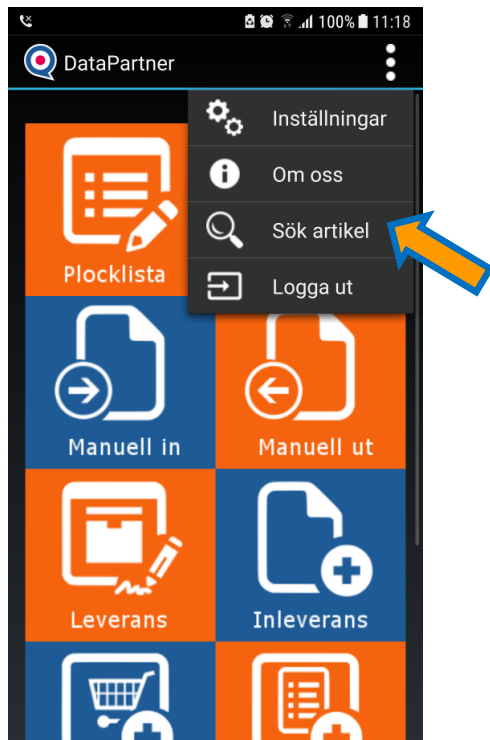 100% 11:18
DataPartner
Inställningar
Om oss
Sök artikel
Logga ut
Plocklista
Manuell in
Manuell ut
Leverans
Inleverans